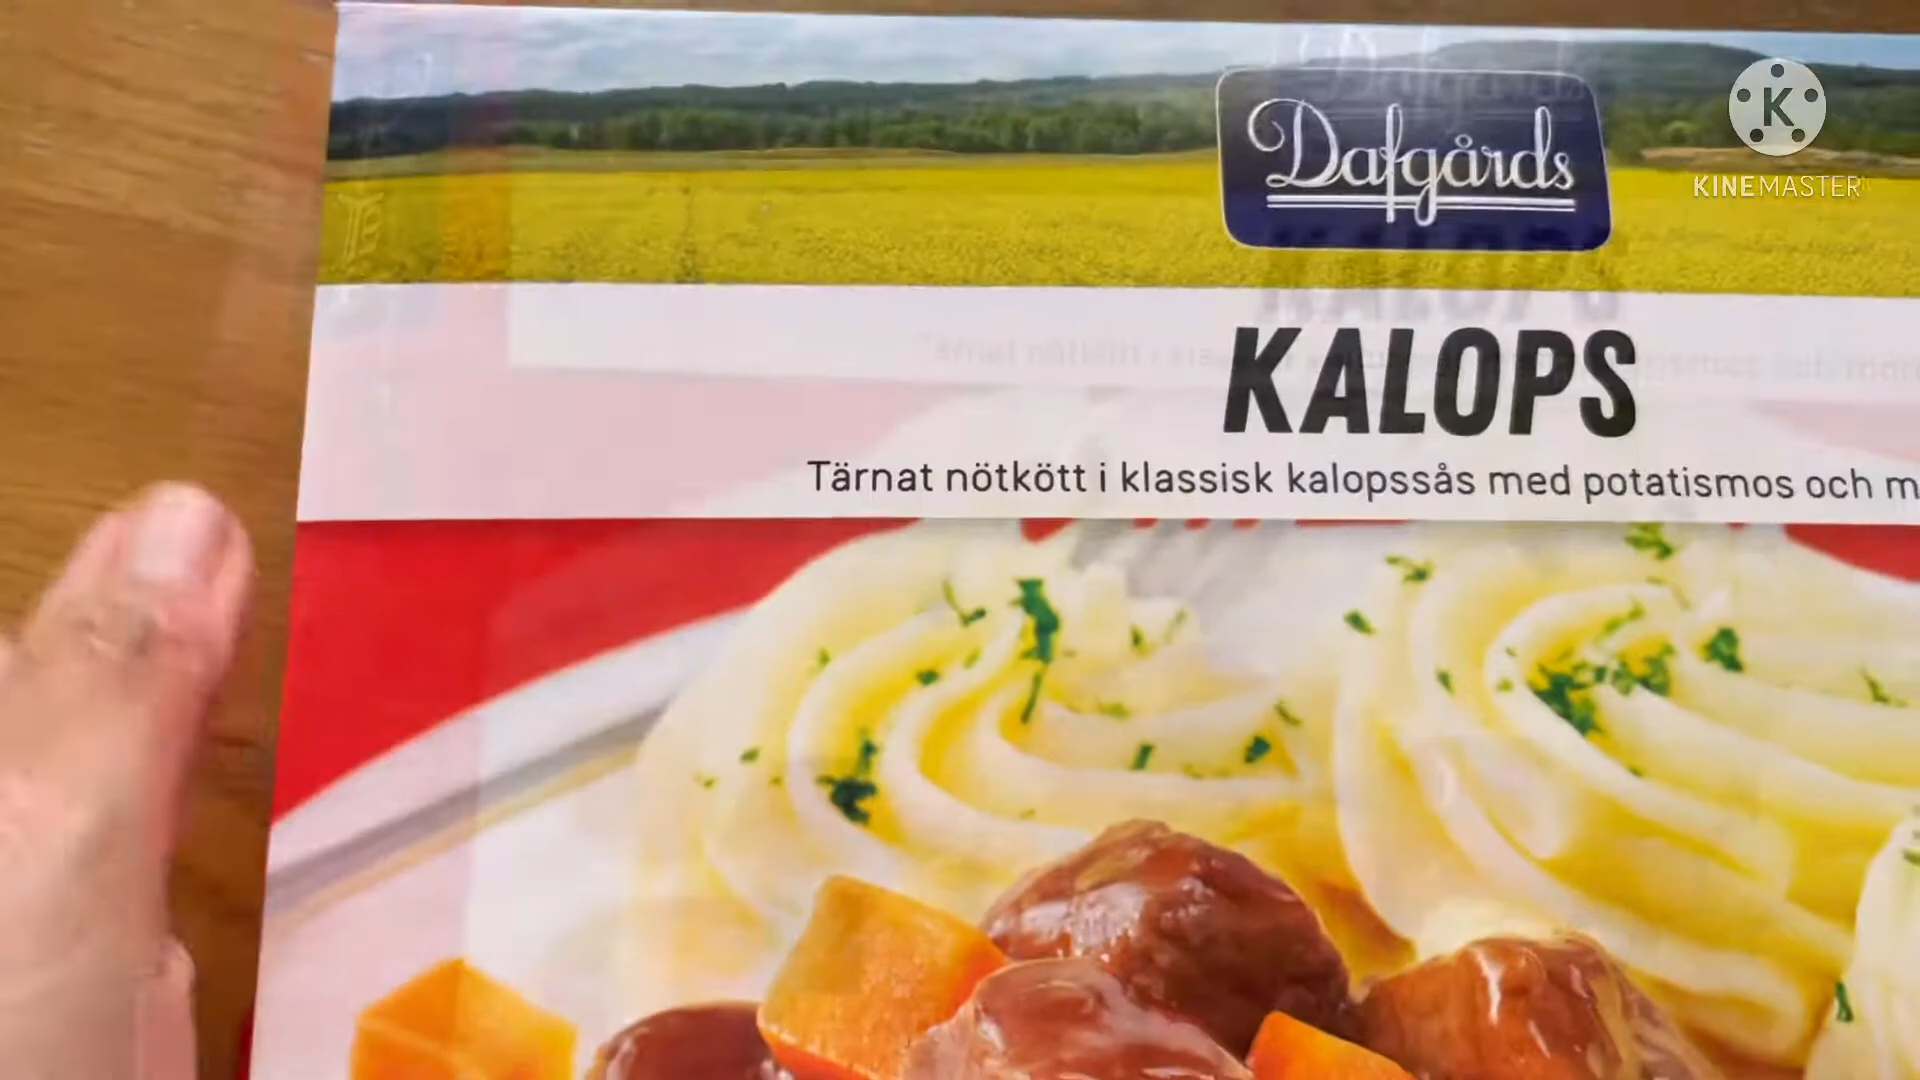 Dafgårds
K
KINEMASTER
KALOPS
Tärnat nötkött i klassisk kalopssås med potatismos och m